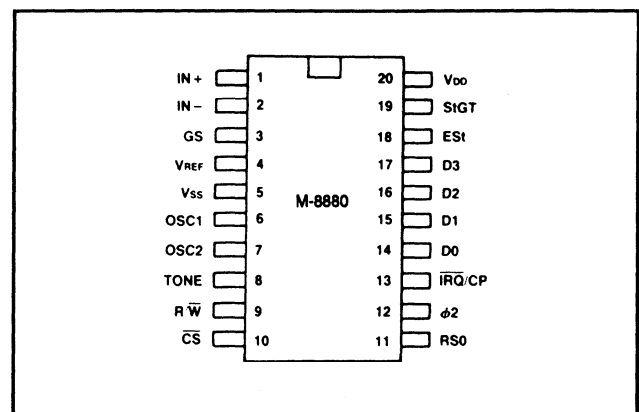 IN + 1 20 VDD
IN − 2 19 StGT
GS 3 18 ESt
VREF 4 17 D3
VSS 5 16 D2
M-8880
OSC1 6 15 D1
OSC2 7 14 D0
TONE 8 13 I̅R̅Q̅/CP
R W̅ 9 12 ϕ2
C̅S̅ 10 11 RS0